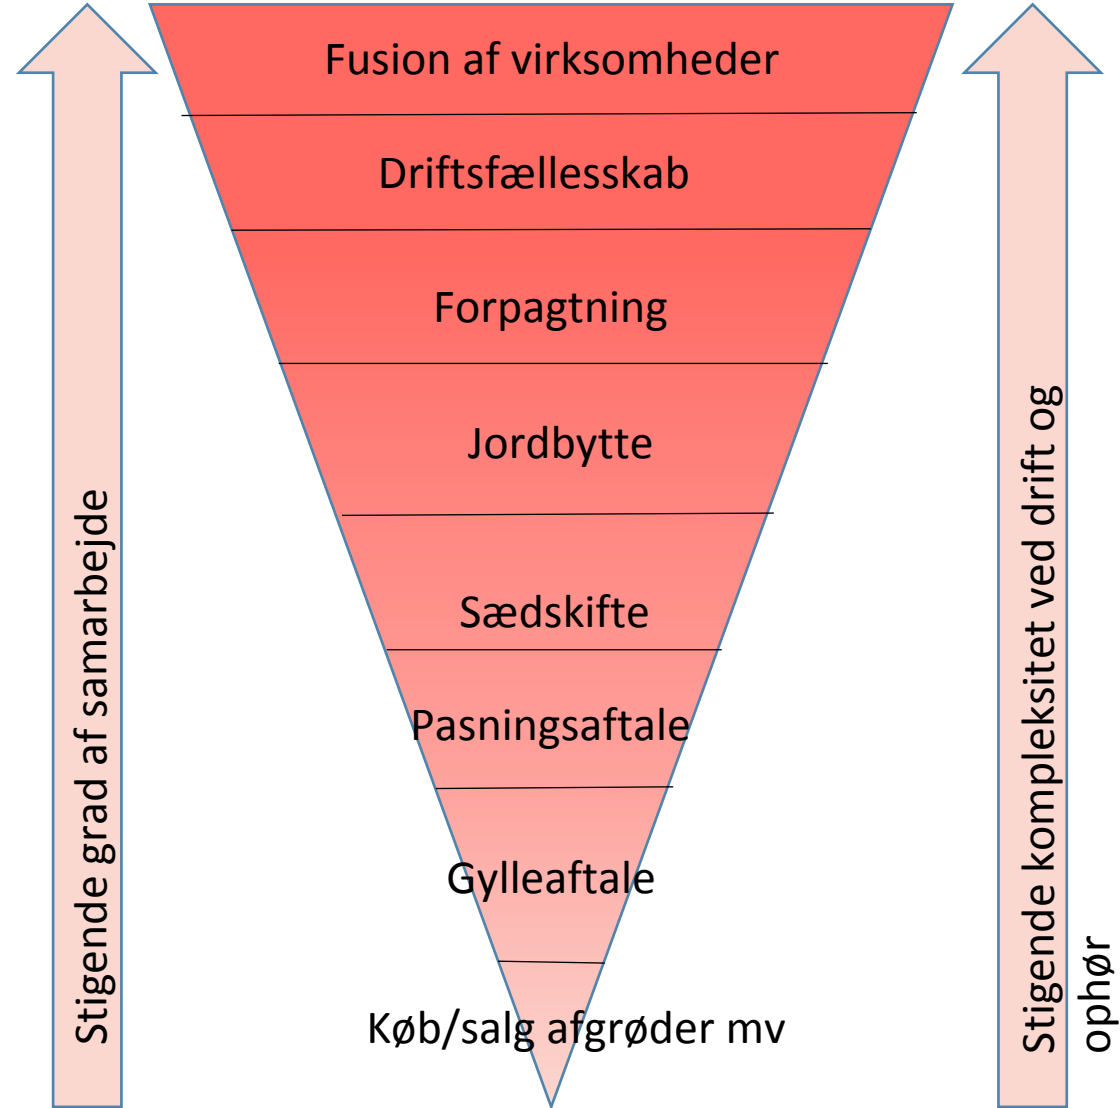 Fusion af virksomheder
Driftsfællesskab
Forpagtning
Jordbytte
Sædskifte
Pasningsaftale
Gylleaftale
Køb/salg afgrøder mv
Stigende grad af samarbejde
Stigende kompleksitet ved drift og
ophør